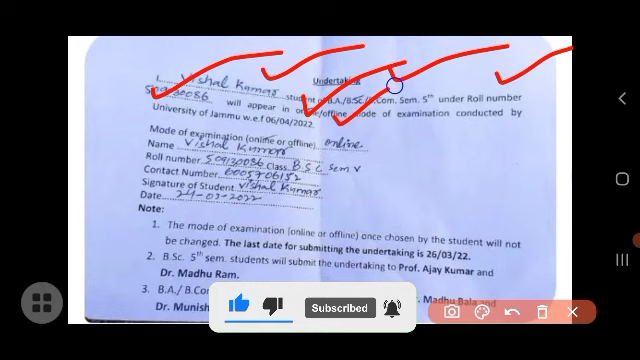 Undertaking
I, Vishal Kumar student of B.A./B.Sc/B.Com. Sem. 5th under Roll number
will appear in online/offline mode of examination conducted by
University of Jammu w.e.f 06/04/2022.
Mode of examination (online or offline) online
Name Vishal Kumar
Roll number 509130086 Class B.S.C Sem V
Contact Number 6005706152
Signature of Student Vishal Kumar
Date 24-03-2022
Note:
1. The mode of examination (online or offline) once chosen by the student will not
be changed. The last date for submitting the undertaking is 26/03/22.
2. B.Sc. 5th sem. students will submit the undertaking to Prof. Ajay Kumar and
Dr. Madhu Ram.
3. B.A./ B.Com Madhu Bala and
Dr. Munish
Subscribed